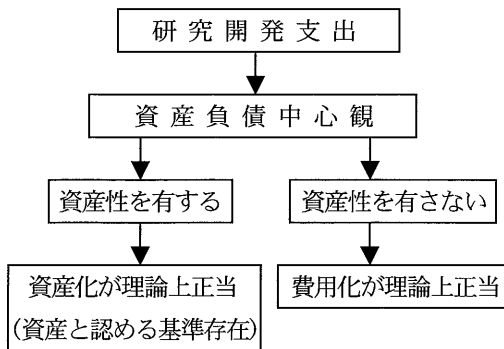 研究開発支出
資産負債中心観
資産性を有する
資産性を有さない
資産化が理論上正当
(資産と認める基準存在)
費用化が理論上正当